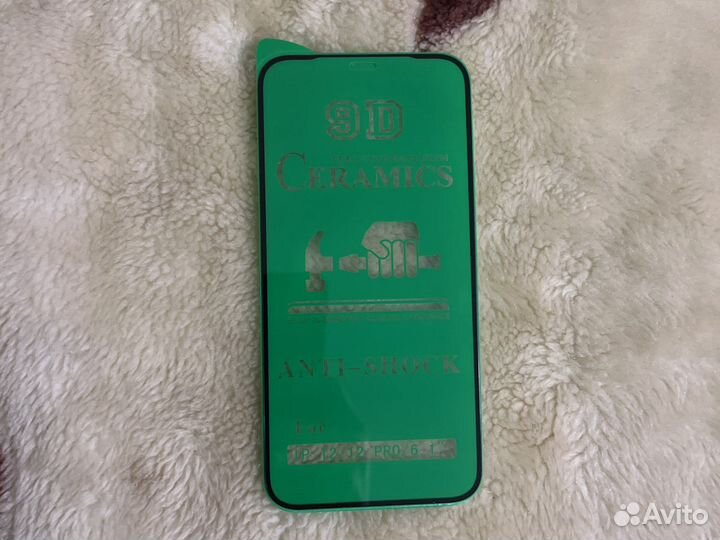 9D
CERAMICS
ANTI-SHOCK
For
IP 12/12 PRO 6.1"
Avito